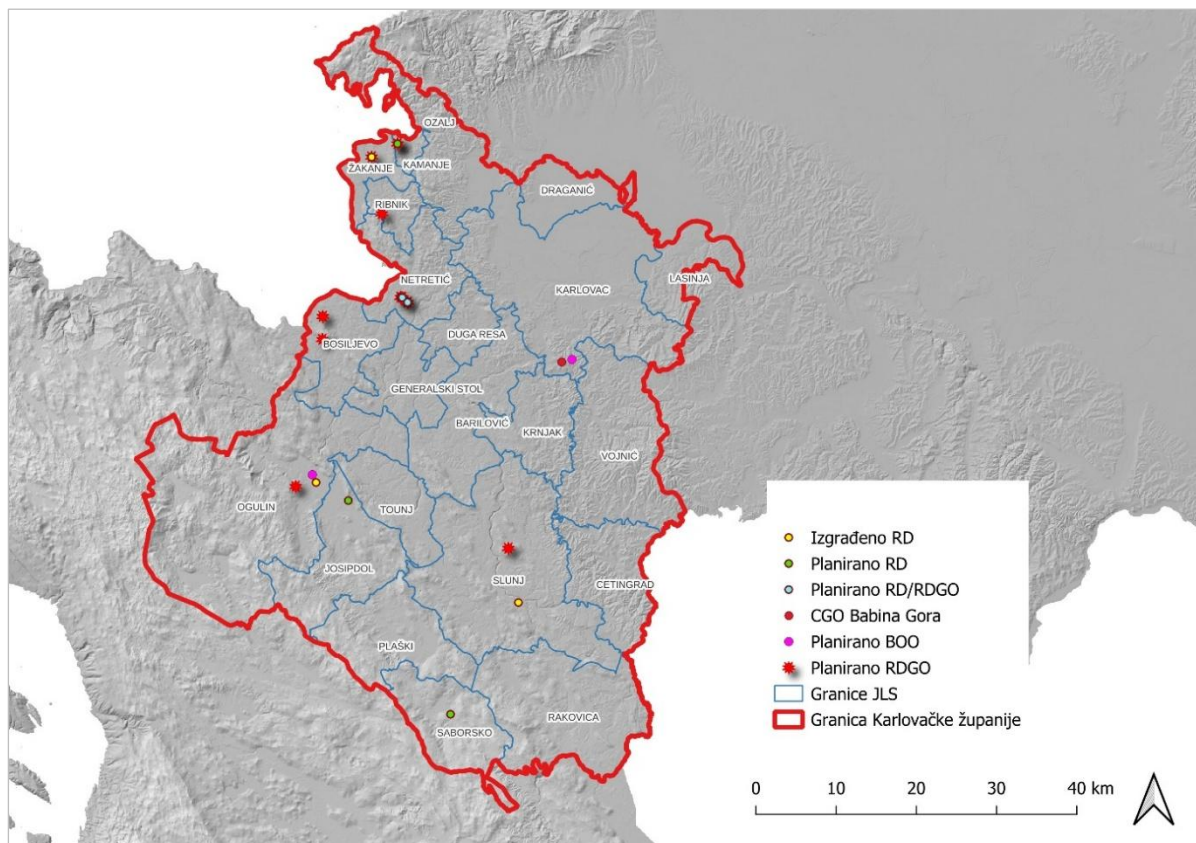 OZALJ
KAMANJE
ŽAKANJE
DRAGANIĆ
RIBNIK
LASINJA
NETRETIĆ
KARLOVAC
DUGA RESA
BOSILJEVO
GENERALSKI STOL
BARILOVIĆ
KRNJAK
VOJNIĆ
OGULIN
TOUNJ
JOSIPDOL
SLUNJ
CETINGRAD
PLAŠKI
RAKOVICA
SABORSKO
Izgrađeno RD
Planirano RD
Planirano RD/RDGO
CGO Babina Gora
Planirano BOO
Planirano RDGO
Granice JLS
Granica Karlovačke županije
0 10 20 30 40 km